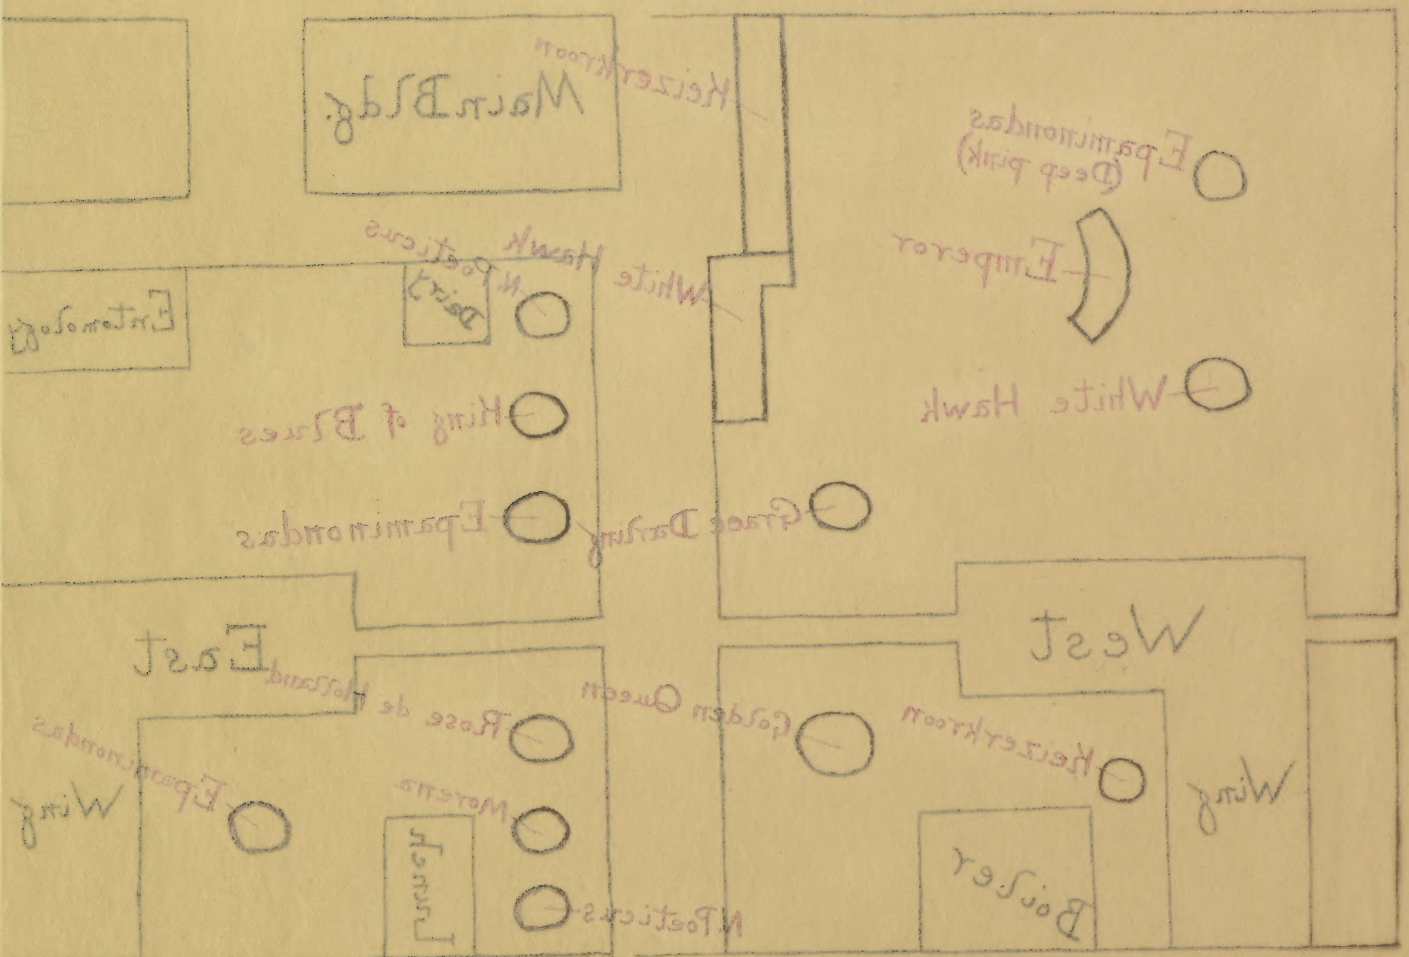 Keizerkroon
Main Bldg.
Epaminondas
(Deep pink)
N. Poeticus
White Hawk
Emperor
Dairy
Entomology
White Hawk
King of Blues
Grace Darling
Epaminondas
West
East
Rose de Holland
Golden Queen
Keizerkroon
Epaminondas
Morena
Wing
Wing
Lunch
Boiler
N. Poeticus